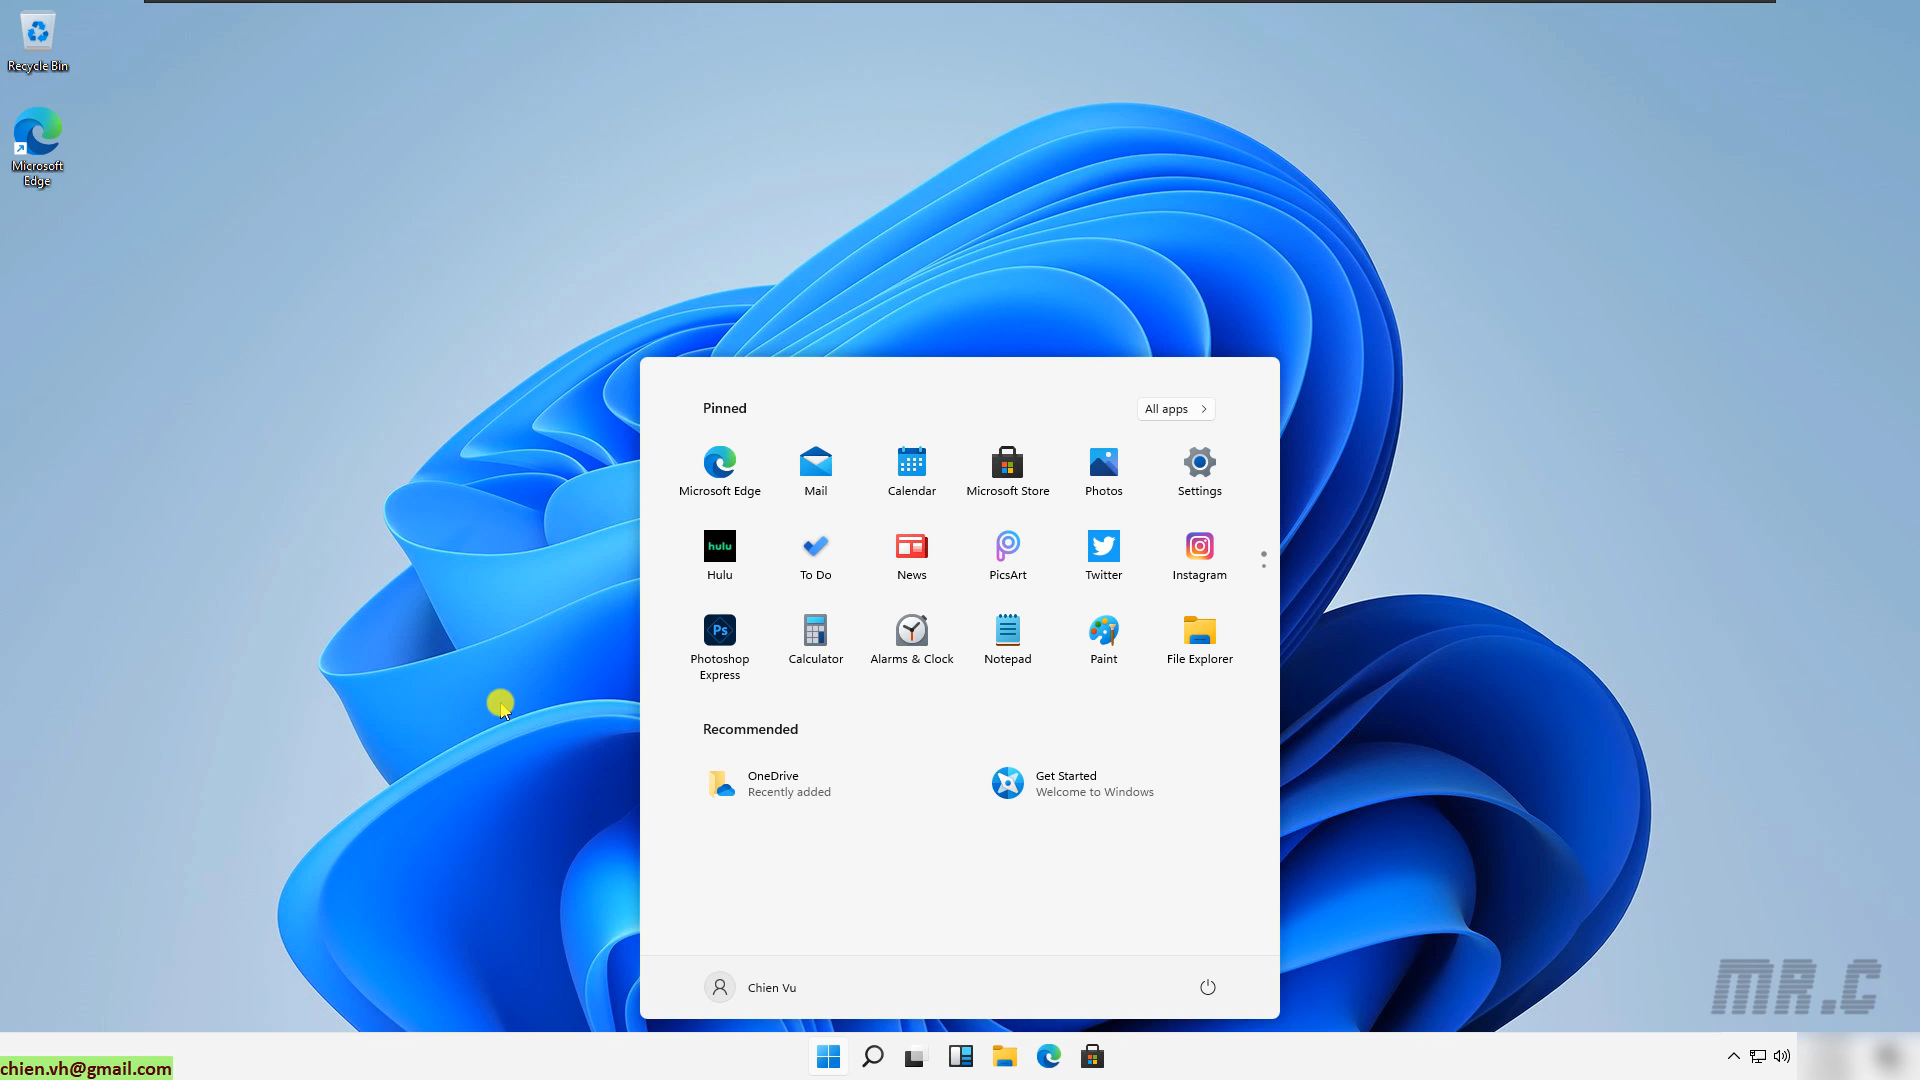 Recycle Bin
Microsoft
Edge
Pinned
All apps
Microsoft Edge
Mail
Calendar
Microsoft Store
Photos
Settings
hulu
Hulu
To Do
News
PicsArt
Twitter
Instagram
Ps
Photoshop
Express
Calculator
Alarms & Clock
Notepad
Paint
File Explorer
Recommended
OneDrive
Recently added
Get Started
Welcome to Windows
Chien Vu
MR.C
chien.vh@gmail.com